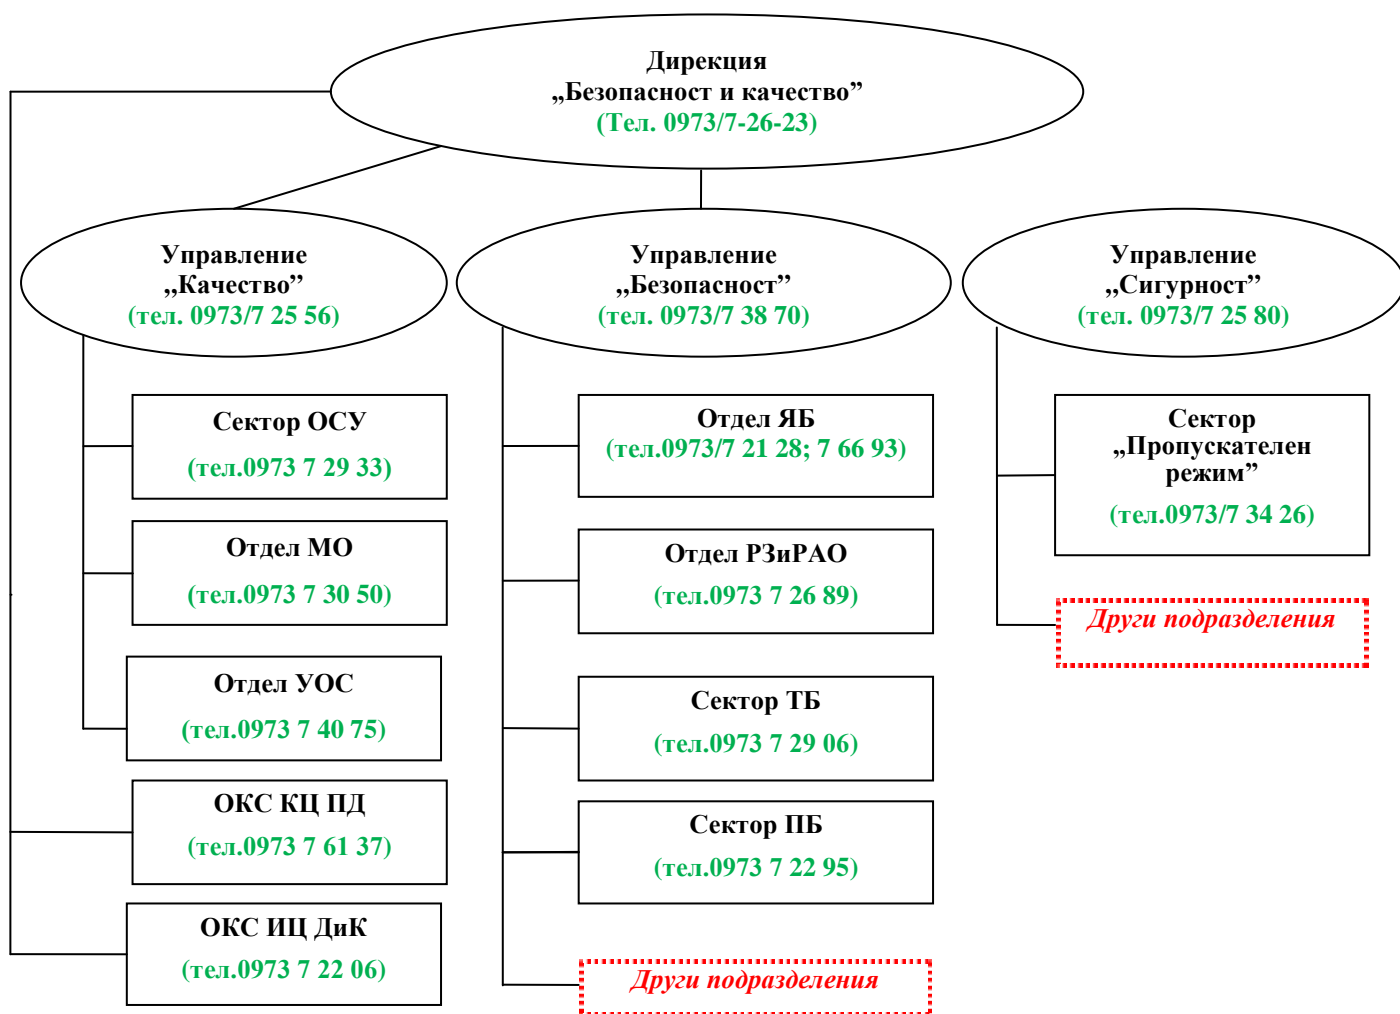 Дирекция
„Безопасност и качество”
(Тел. 0973/7-26-23)
Управление
„Качество”
(тел. 0973/7 25 56)
Управление
„Безопасност”
(тел. 0973/7 38 70)
Управление
„Сигурност”
(тел. 0973/7 25 80)
Сектор ОСУ
(тел.0973 7 29 33)
Отдел МО
(тел.0973 7 30 50)
Отдел УОС
(тел.0973 7 40 75)
ОКС КЦ ПД
(тел.0973 7 61 37)
ОКС ИЦ ДиК
(тел.0973 7 22 06)
Отдел ЯБ
(тел.0973/7 21 28; 7 66 93)
Отдел РЗиРАО
(тел.0973 7 26 89)
Сектор ТБ
(тел.0973 7 29 06)
Сектор ПБ
(тел.0973 7 22 95)
Други подразделения
Сектор
„Пропускателен
режим”
(тел.0973/7 34 26)
Други подразделения